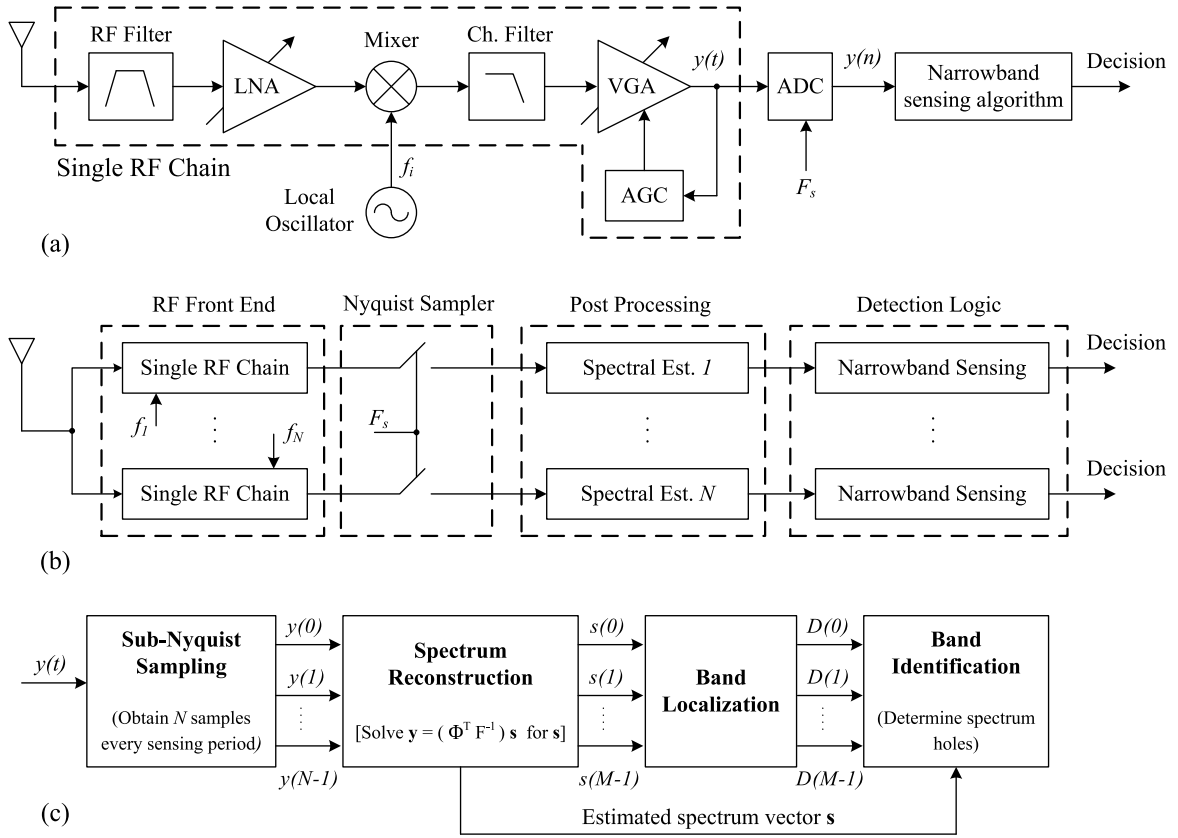 RF Filter
LNA
Mixer
Ch. Filter
VGA
y(t)
ADC
y(n)
Narrowband
sensing algorithm
Decision
Single RF Chain
f_i
Local
Oscillator
AGC
F_s
(a)
RF Front End
Nyquist Sampler
Post Processing
Detection Logic
Single RF Chain
Spectral Est. 1
Narrowband Sensing
Decision
f_1
⋮
f_N
F_s
⋮
⋮
Single RF Chain
Spectral Est. N
Narrowband Sensing
Decision
(b)
y(t)
Sub-Nyquist
Sampling
(Obtain N samples
every sensing period)
y(0)
y(1)
⋮
y(N-1)
Spectrum
Reconstruction
[Solve y = ( Φ^T F^-1 ) s for s]
s(0)
s(1)
⋮
s(M-1)
Band
Localization
D(0)
D(1)
⋮
D(M-1)
Band
Identification
(Determine spectrum
holes)
Estimated spectrum vector s
(c)